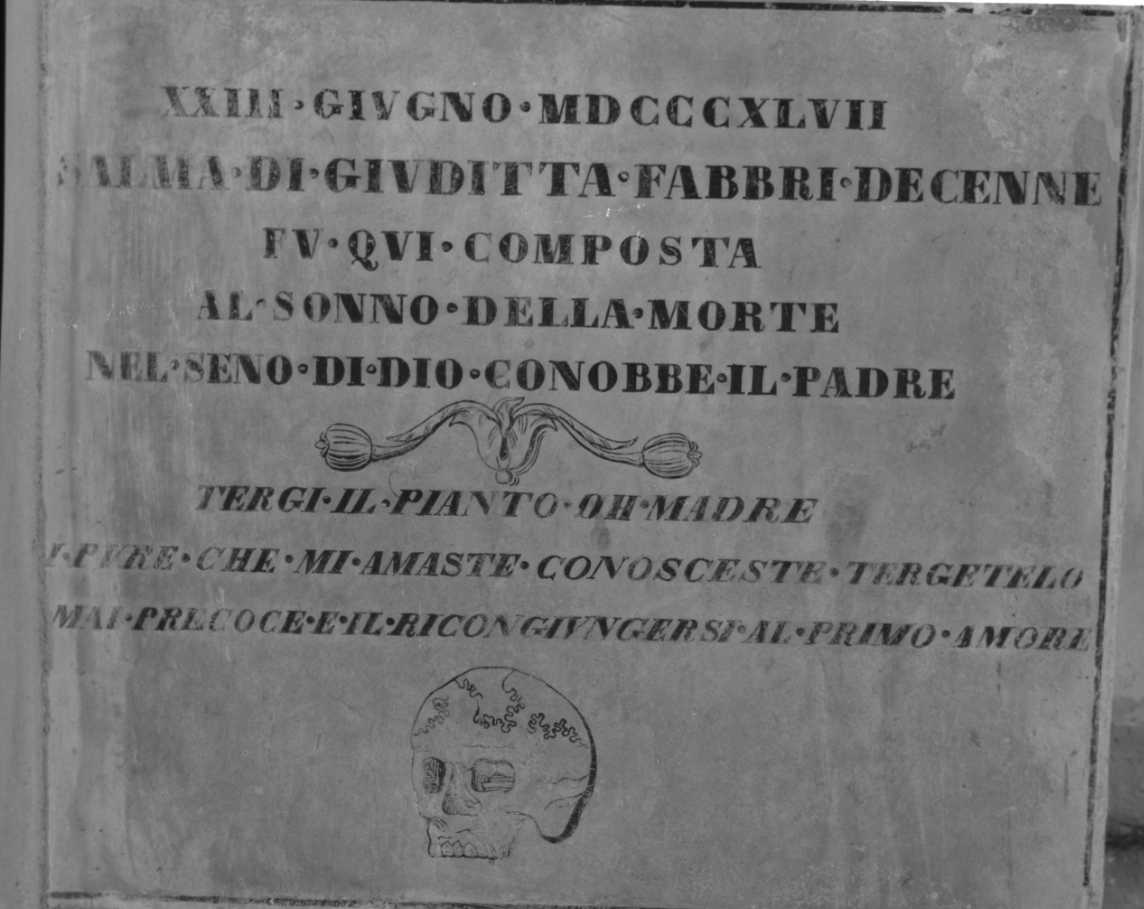 XXIII · GIVGNO · MDCCCXLVII
SALMA · DI · GIVDITTA · FABBRI · DECENNE
FV · QVI · COMPOSTA
AL · SONNO · DELLA · MORTE
NEL · SENO · DI · DIO · CONOBBE · IL · PADRE
TERGI · IL · PIANTO · OH · MADRE
PVRE · CHE · MI · AMASTE · CONOSCESTE · TERGETELO
MAI · PRECOCE · E · IL · RICONGIVNGERSI · AL · PRIMO · AMORE